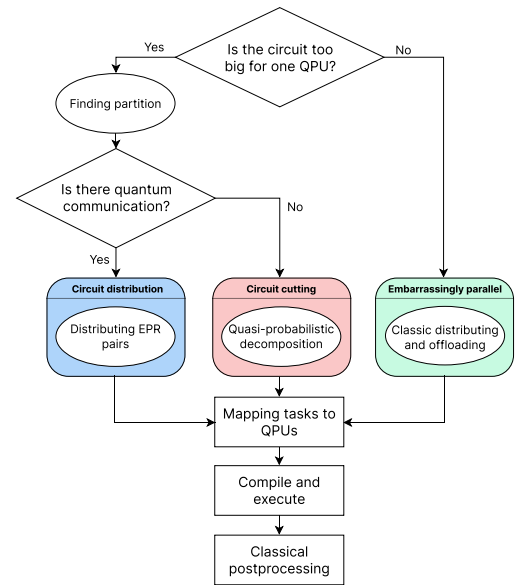 Is the circuit too
big for one QPU?
Yes
No
Finding partition
Is there quantum
communication?
No
Yes
Circuit distribution
Distributing EPR
pairs
Circuit cutting
Quasi-probabilistic
decomposition
Embarrassingly parallel
Classic distributing
and offloading
Mapping tasks to
QPUs
Compile and
execute
Classical
postprocessing